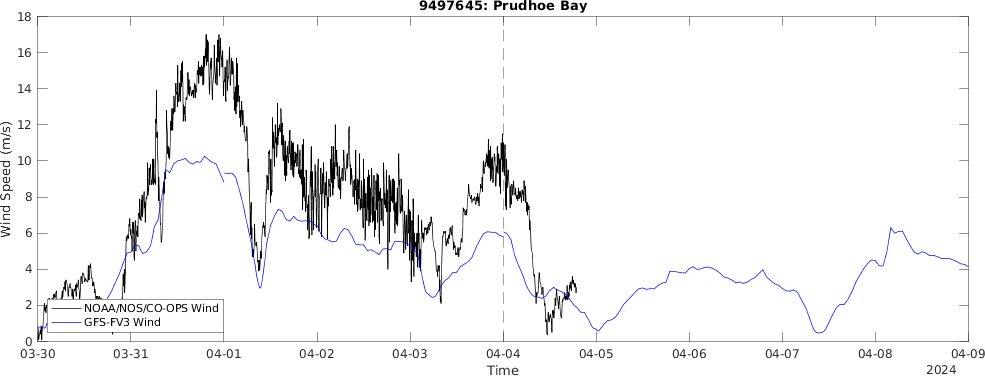 9497645: Prudhoe Bay
18
16
14
12
10
8
6
4
2
0
Wind Speed (m/s)
NOAA/NOS/CO-OPS Wind
GFS-FV3 Wind
03-30 03-31 04-01 04-02 04-03 04-04 04-05 04-06 04-07 04-08 04-09
Time
2024